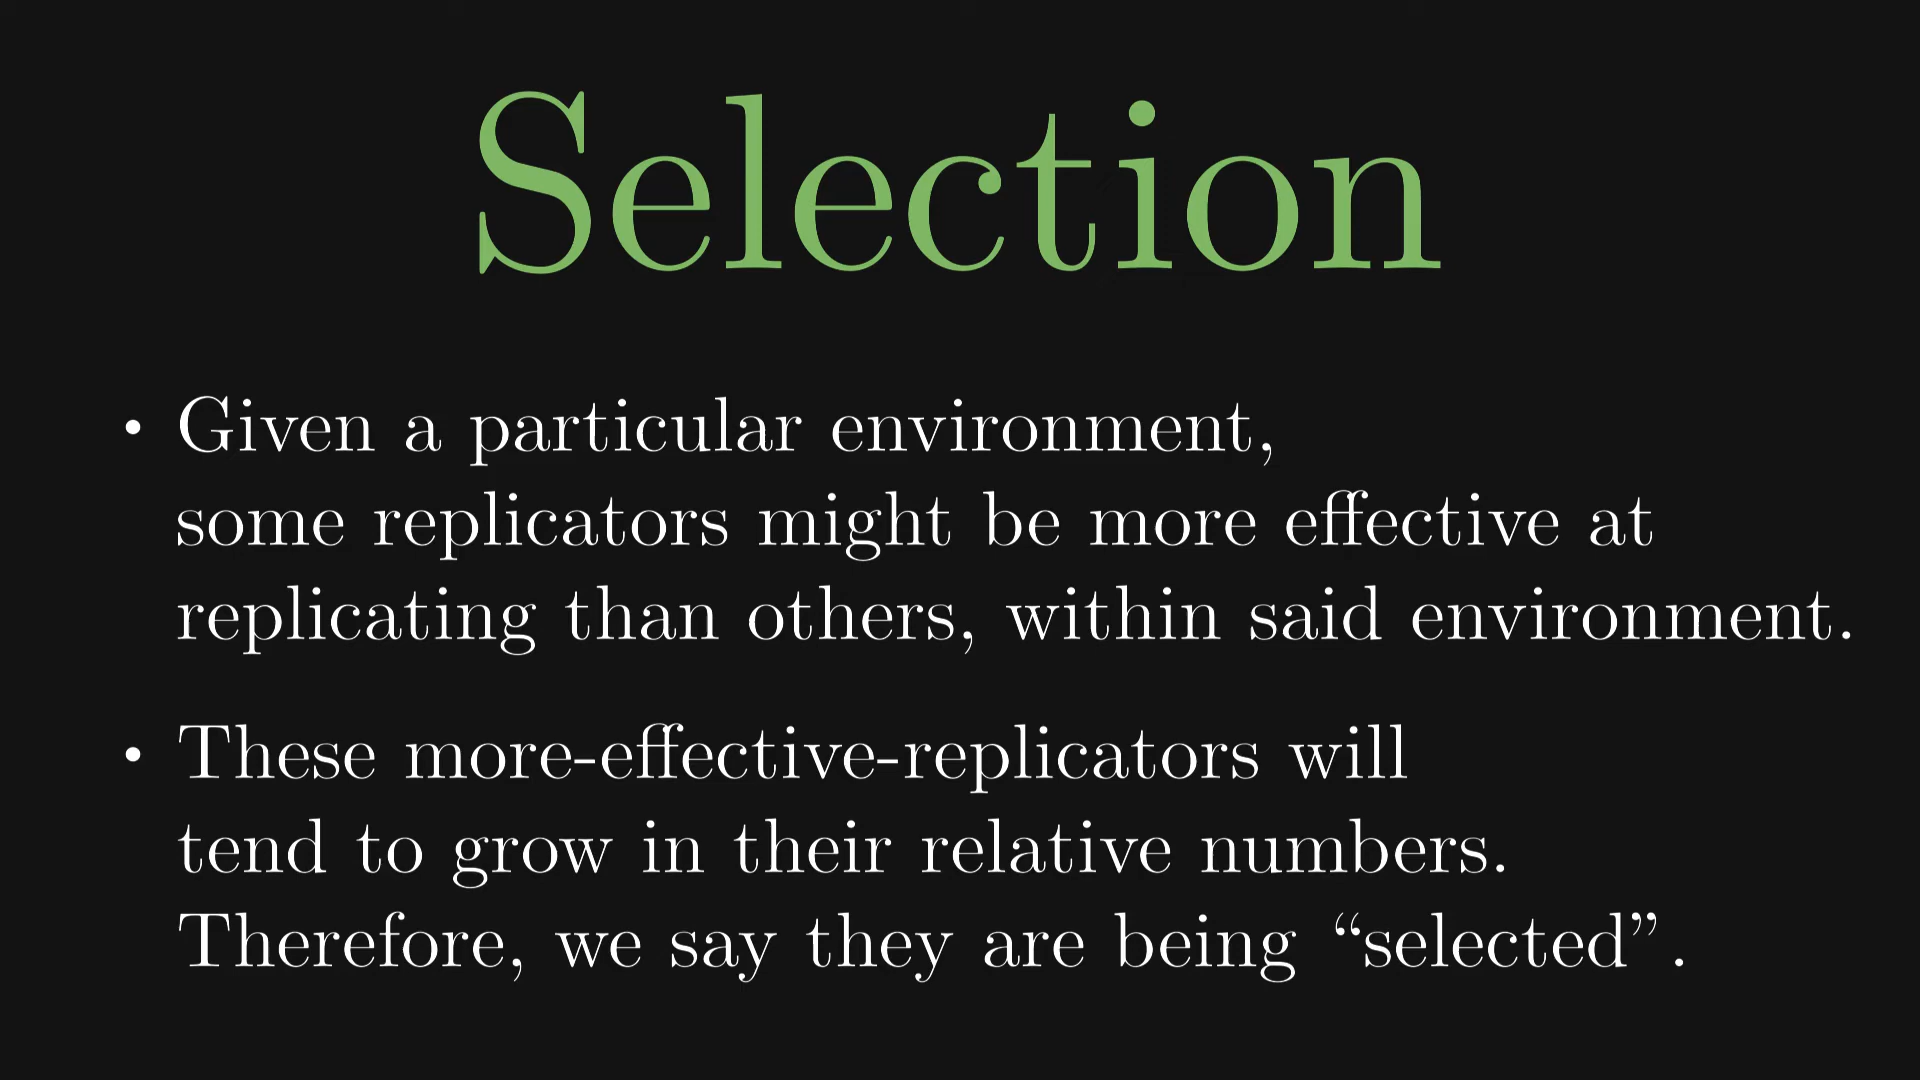 Selection
• Given a particular environment,
some replicators might be more effective at
replicating than others, within said environment.
• These more-effective-replicators will
tend to grow in their relative numbers.
Therefore, we say they are being “selected”.